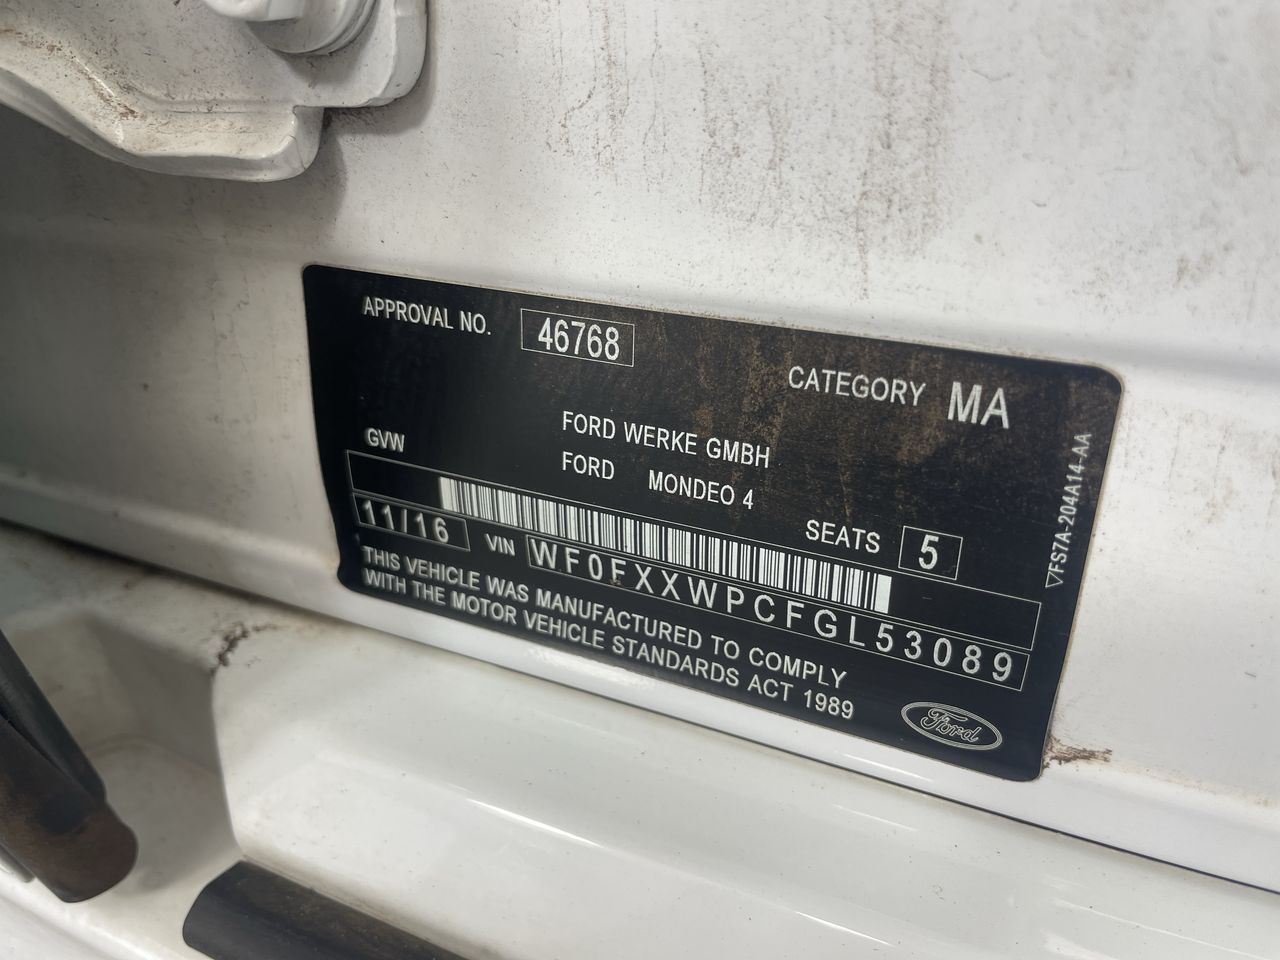 APPROVAL NO. 46768
CATEGORY MA
FORD WERKE GMBH
FORD MONDEO 4
GVW
SEATS 5
11/16
VIN WF0FXXWPCFGL53089
THIS VEHICLE WAS MANUFACTURED TO COMPLY
WITH THE MOTOR VEHICLE STANDARDS ACT 1989
Ford
FS7A-204A14-AA